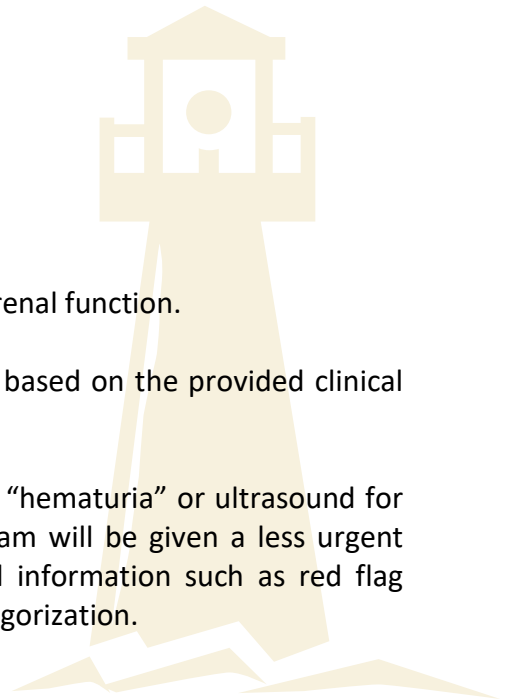 renal function.
based on the provided clinical
“hematuria” or ultrasound for
am will be given a less urgent
information such as red flag
gorization.